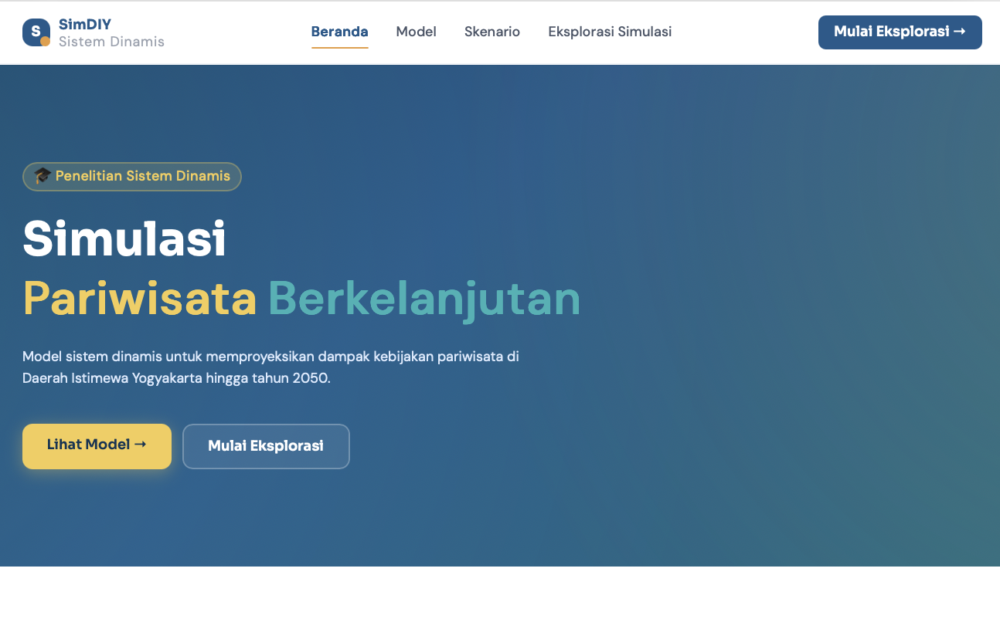 S
SimDIY
Sistem Dinamis
Beranda
Model
Skenario
Eksplorasi Simulasi
Mulai Eksplorasi →
🎓 Penelitian Sistem Dinamis
Simulasi
Pariwisata Berkelanjutan
Model sistem dinamis untuk memproyeksikan dampak kebijakan pariwisata di
Daerah Istimewa Yogyakarta hingga tahun 2050.
Lihat Model →
Mulai Eksplorasi